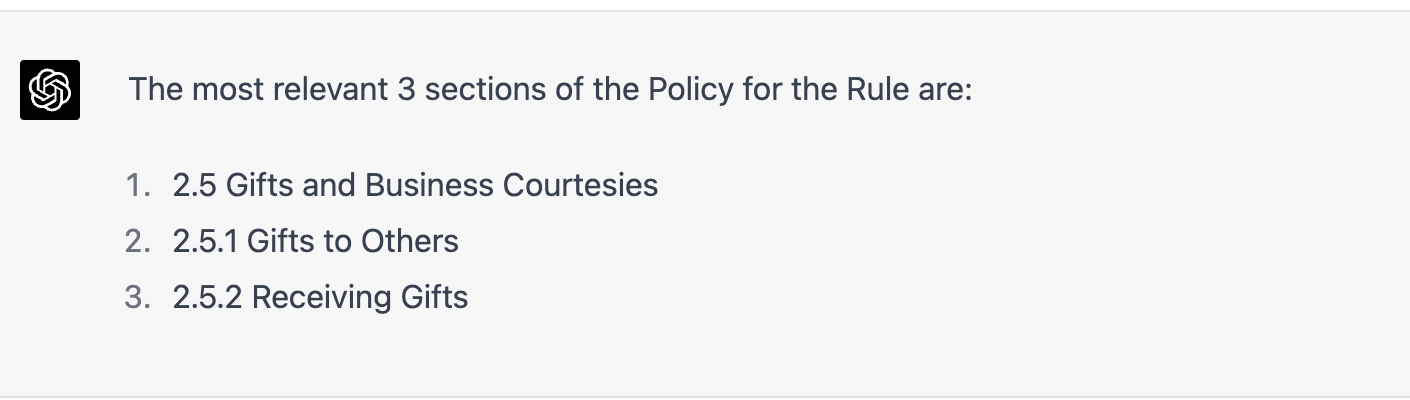 The most relevant 3 sections of the Policy for the Rule are:
1. 2.5 Gifts and Business Courtesies
2. 2.5.1 Gifts to Others
3. 2.5.2 Receiving Gifts